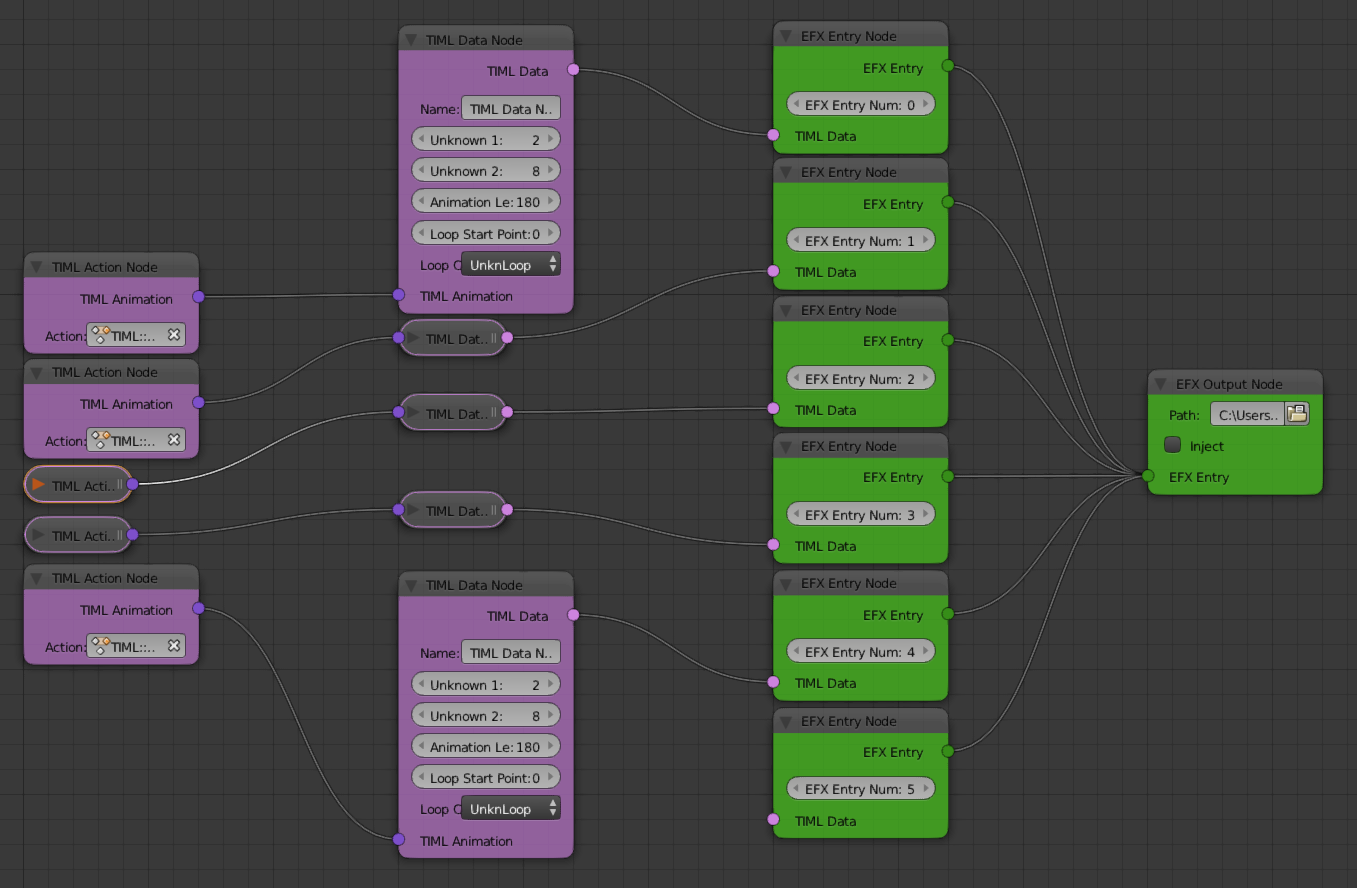 TIML Data Node
TIML Data
Name: TIML Data N..
Unknown 1: 2
Unknown 2: 8
Animation Le: 180
Loop Start Point: 0
Loop C UnknLoop
TIML Animation
TIML Action Node
TIML Animation
Action: TIML::..
TIML Action Node
TIML Animation
Action: TIML::..
TIML Acti..
TIML Acti..
TIML Action Node
TIML Animation
Action: TIML::..
TIML Dat..
TIML Dat..
TIML Dat..
TIML Data Node
TIML Data
Name: TIML Data N..
Unknown 1: 2
Unknown 2: 8
Animation Le: 180
Loop Start Point: 0
Loop C UnknLoop
TIML Animation
EFX Entry Node
EFX Entry
EFX Entry Num: 0
TIML Data
EFX Entry Node
EFX Entry
EFX Entry Num: 1
TIML Data
EFX Entry Node
EFX Entry
EFX Entry Num: 2
TIML Data
EFX Entry Node
EFX Entry
EFX Entry Num: 3
TIML Data
EFX Entry Node
EFX Entry
EFX Entry Num: 4
TIML Data
EFX Entry Node
EFX Entry
EFX Entry Num: 5
TIML Data
EFX Output Node
Path: C:\Users..
Inject
EFX Entry